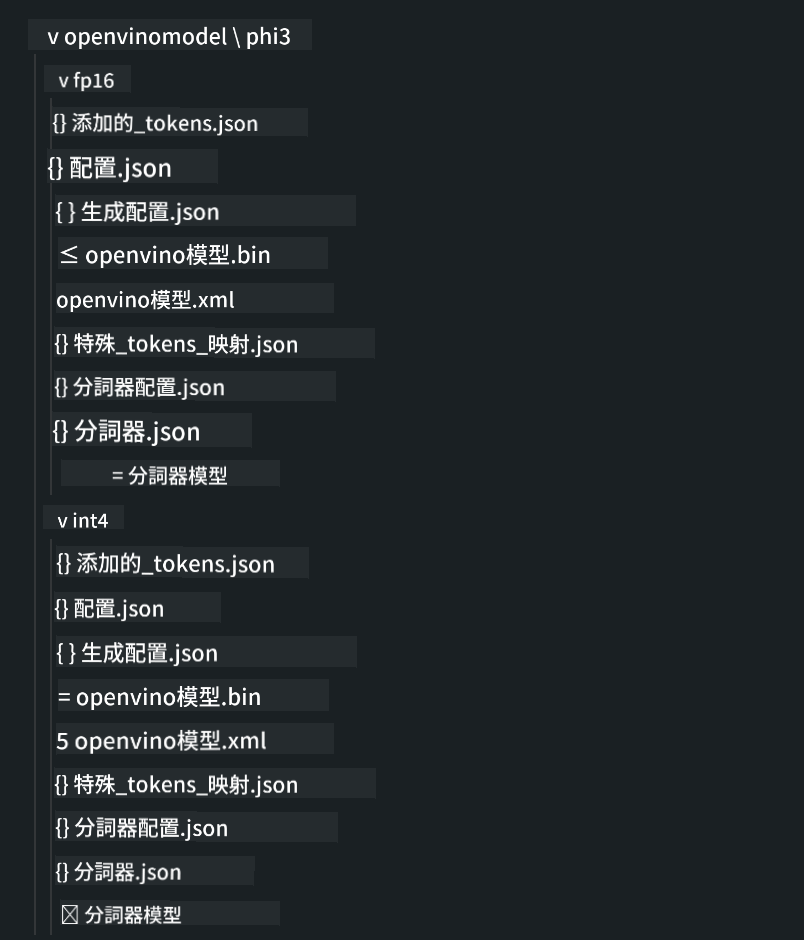 v openvinomodel \ phi3
v fp16
{} 添加的_tokens.json
{} 配置.json
{ } 生成配置.json
≤ openvino模型.bin
openvino模型.xml
{} 特殊_tokens_映射.json
{} 分詞器配置.json
{} 分詞器.json
= 分詞器模型
v int4
{} 添加的_tokens.json
{} 配置.json
{ } 生成配置.json
= openvino模型.bin
5 openvino模型.xml
{} 特殊_tokens_映射.json
{} 分詞器配置.json
{} 分詞器.json
分詞器模型